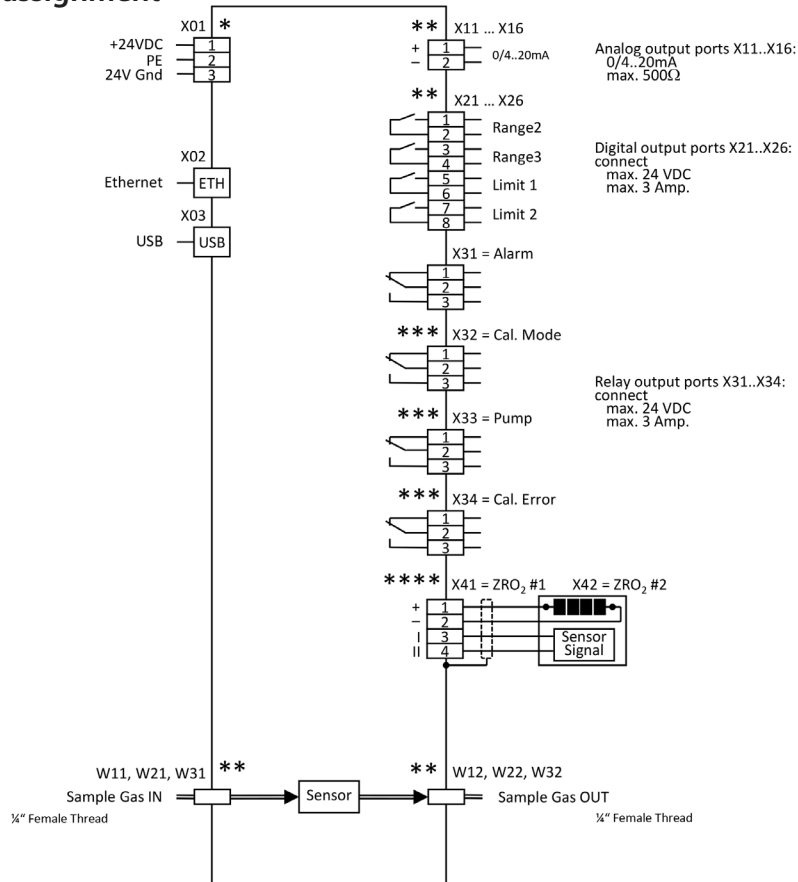 assignment
X01 *
+24VDC 1
PE 2
24V Gnd 3
X02
Ethernet ETH
X03
USB USB
** X11 ... X16
+ 1 0/4..20mA
– 2
Analog output ports X11..X16:
0/4..20mA
max. 500Ω
** X21 ... X26
1
2 Range2
3
4 Range3
5
6 Limit 1
7
8 Limit 2
Digital output ports X21..X26:
connect
max. 24 VDC
max. 3 Amp.
X31 = Alarm
1
2
3
*** X32 = Cal. Mode
1
2
3
*** X33 = Pump
1
2
3
*** X34 = Cal. Error
1
2
3
Relay output ports X31..X34:
connect
max. 24 VDC
max. 3 Amp.
**** X41 = ZRO₂ #1 X42 = ZRO₂ #2
+ 1
– 2
I 3
II 4
Sensor
Signal
W11, W21, W31 **
Sample Gas IN
¼“ Female Thread
Sensor
** W12, W22, W32
Sample Gas OUT
¼“ Female Thread